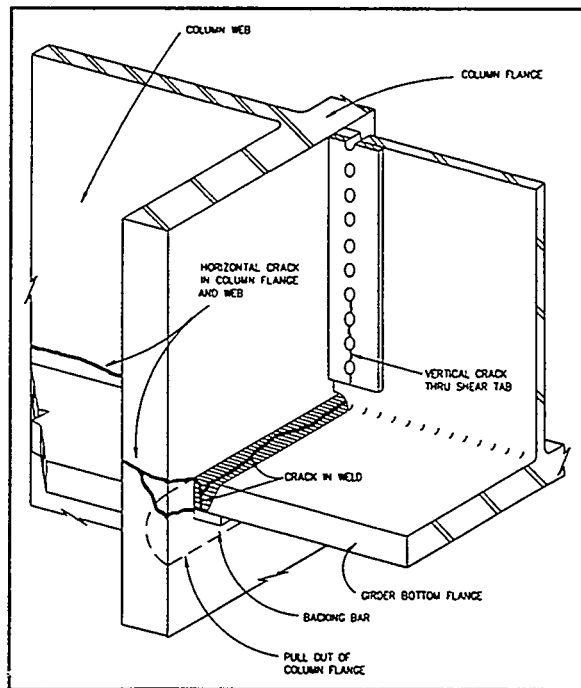 COLUMN WEB
COLUMN FLANGE
HORIZONTAL CRACK
IN COLUMN FLANGE
AND WEB
VERTICAL CRACK
THRU SHEAR TAB
CRACK IN WELD
GIRDER BOTTOM FLANGE
BACKING BAR
PULL OUT OF
COLUMN FLANGE